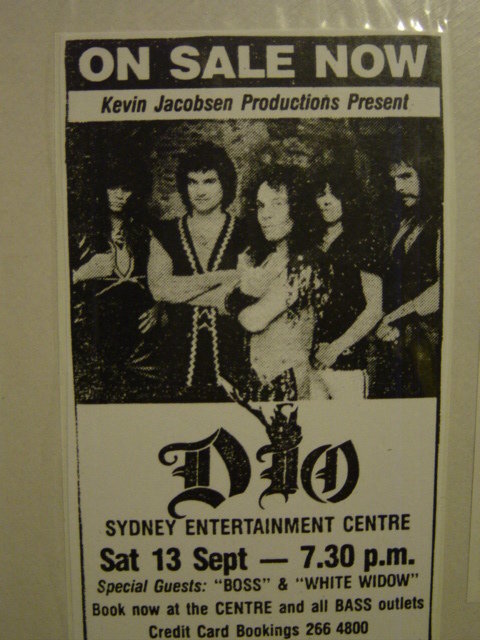 ON SALE NOW
Kevin Jacobsen Productions Present
DIO
SYDNEY ENTERTAINMENT CENTRE
Sat 13 Sept — 7.30 p.m.
Special Guests: "BOSS" & "WHITE WIDOW"
Book now at the CENTRE and all BASS outlets
Credit Card Bookings 266 4800